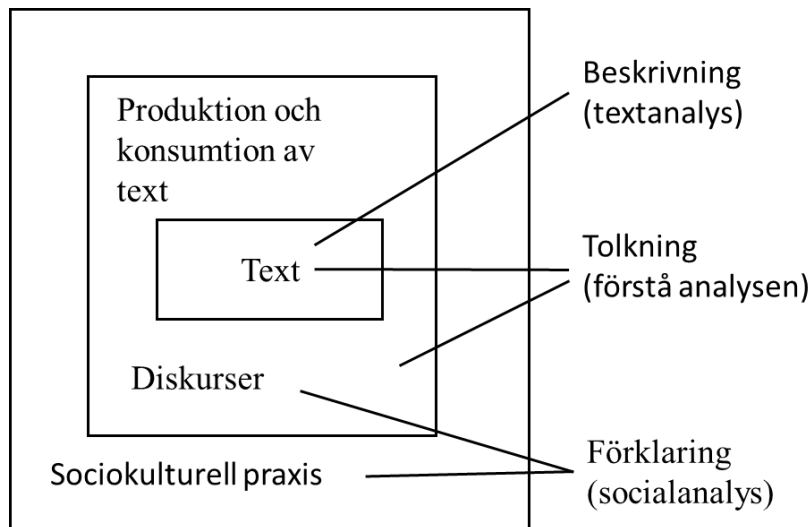 Produktion och
konsumtion av
text
Text
Diskurser
Sociokulturell praxis
Beskrivning
(textanalys)
Tolkning
(förstå analysen)
Förklaring
(socialanalys)